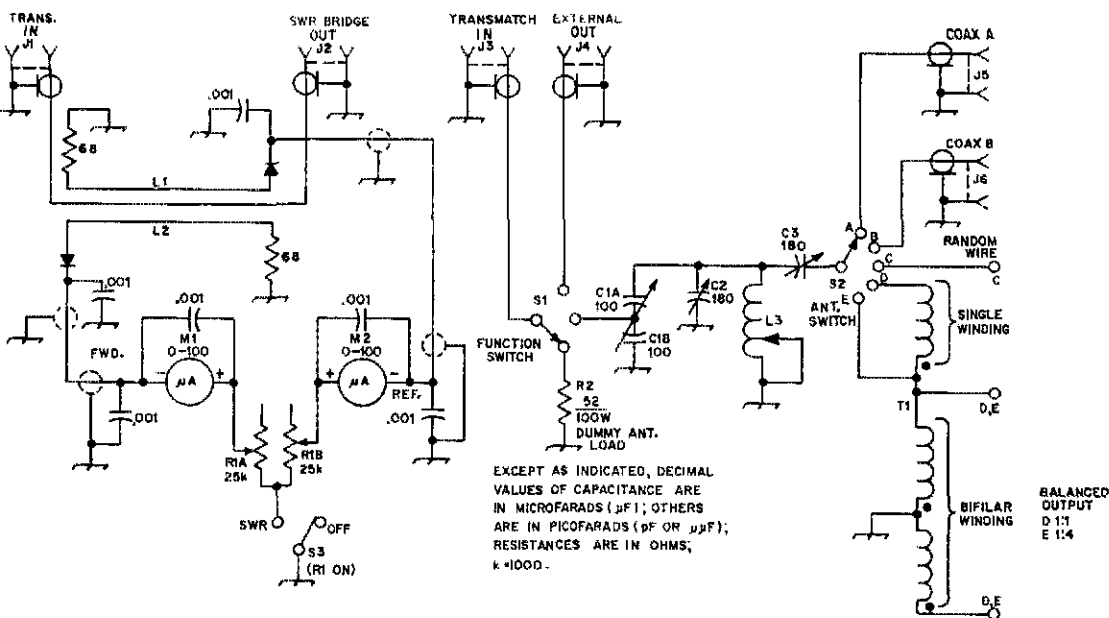 TRANS.
IN
J1
SWR BRIDGE
OUT
J2
TRANSMATCH
IN
J3
EXTERNAL
OUT
J4
COAX A
J5
.001
68
L1
COAX B
J6
L2
68
.001
.001
M1
0-100
FWD.
- μA +
.001
.001
M2
0-100
+ μA -
REF.
.001
R1A
25k
R1B
25k
SWR
OFF
S3
(R1 ON)
S1
FUNCTION
SWITCH
R2
52
100W
DUMMY ANT.
LOAD
C1A
100
C1B
100
C2
180
C3
180
L3
A
B
C
D
E
S2
ANT.
SWITCH
RANDOM
WIRE
C
SINGLE
WINDING
T1
D,E
BIFILAR
WINDING
BALANCED
OUTPUT
D 1:1
E 1:4
D,E
EXCEPT AS INDICATED, DECIMAL
VALUES OF CAPACITANCE ARE
IN MICROFARADS (μF); OTHERS
ARE IN PICOFARADS (pF OR μμF);
RESISTANCES ARE IN OHMS;
k=1000.